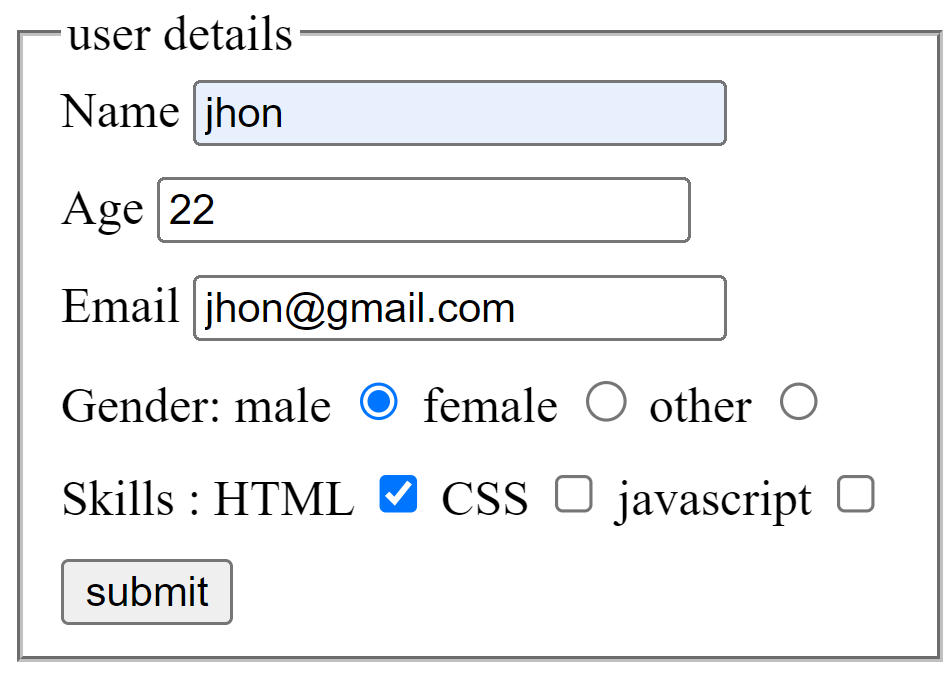 user details
Name jhon
Age 22
Email jhon@gmail.com
Gender: male female other
Skills : HTML CSS javascript
submit